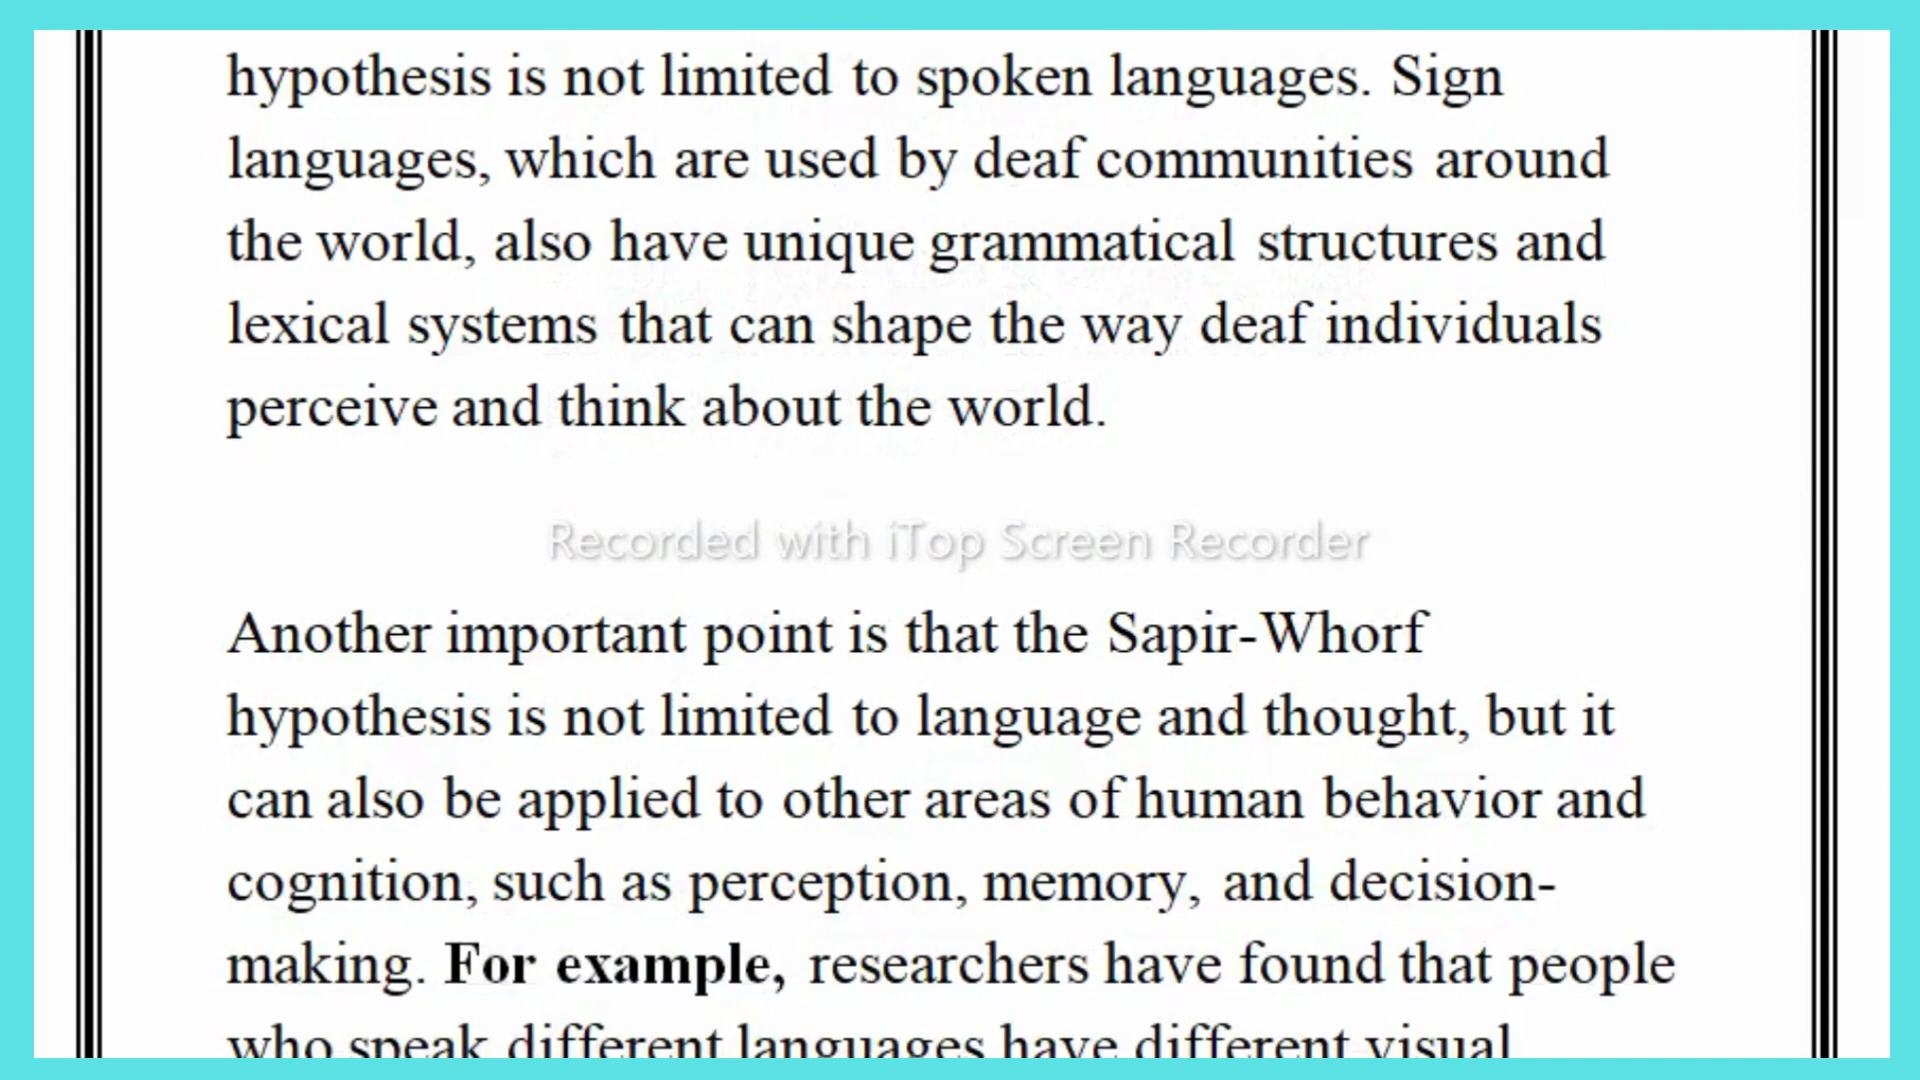 hypothesis is not limited to spoken languages. Sign
languages, which are used by deaf communities around
the world, also have unique grammatical structures and
lexical systems that can shape the way deaf individuals
perceive and think about the world.
Recorded with iTop Screen Recorder
Another important point is that the Sapir-Whorf
hypothesis is not limited to language and thought, but it
can also be applied to other areas of human behavior and
cognition, such as perception, memory, and decision-
making. For example, researchers have found that people
who speak different languages have different visual